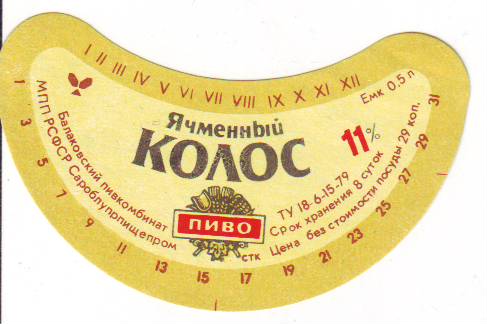 I II III IV V VI VII VIII IX X XI XII
Емк 0.5 л
Ячменный
КОЛОС
11%
Балаковский пивкомбинат
МПП РСФСР Сароблупрпищепром
ПИВО
стк
ТУ 18-6-15-79
Срок хранения 8 суток
Цена без стоимости посуды 29 коп.
1 3 5 7 9 11 13 15 17 19 21 23 25 27 29 31